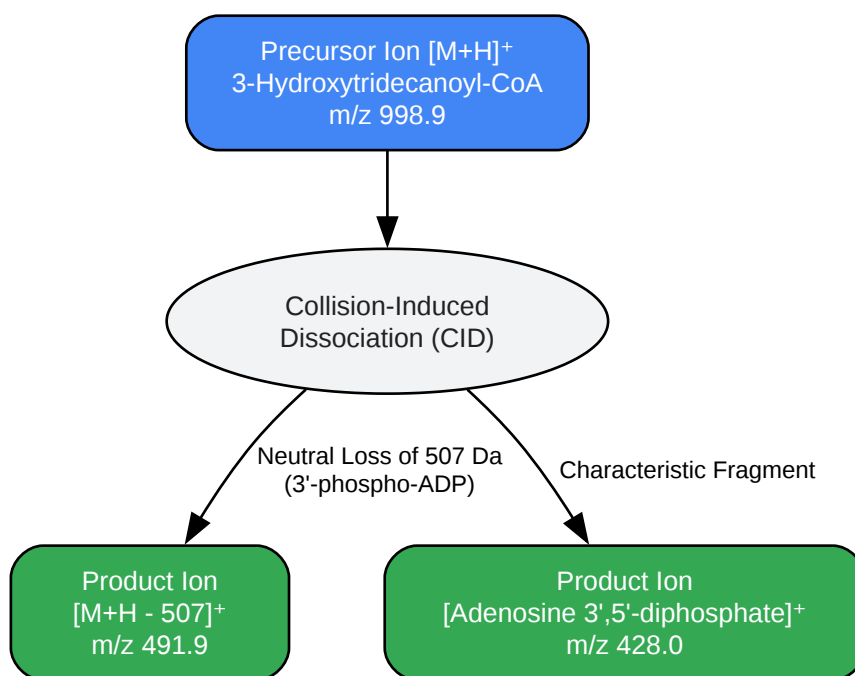 Precursor Ion [M+H]⁺
3-Hydroxytridecanoyl-CoA
m/z 998.9
Collision-Induced
Dissociation (CID)
Neutral Loss of 507 Da
(3'-phospho-ADP)
Characteristic Fragment
Product Ion
[M+H - 507]⁺
m/z 491.9
Product Ion
[Adenosine 3',5'-diphosphate]⁺
m/z 428.0